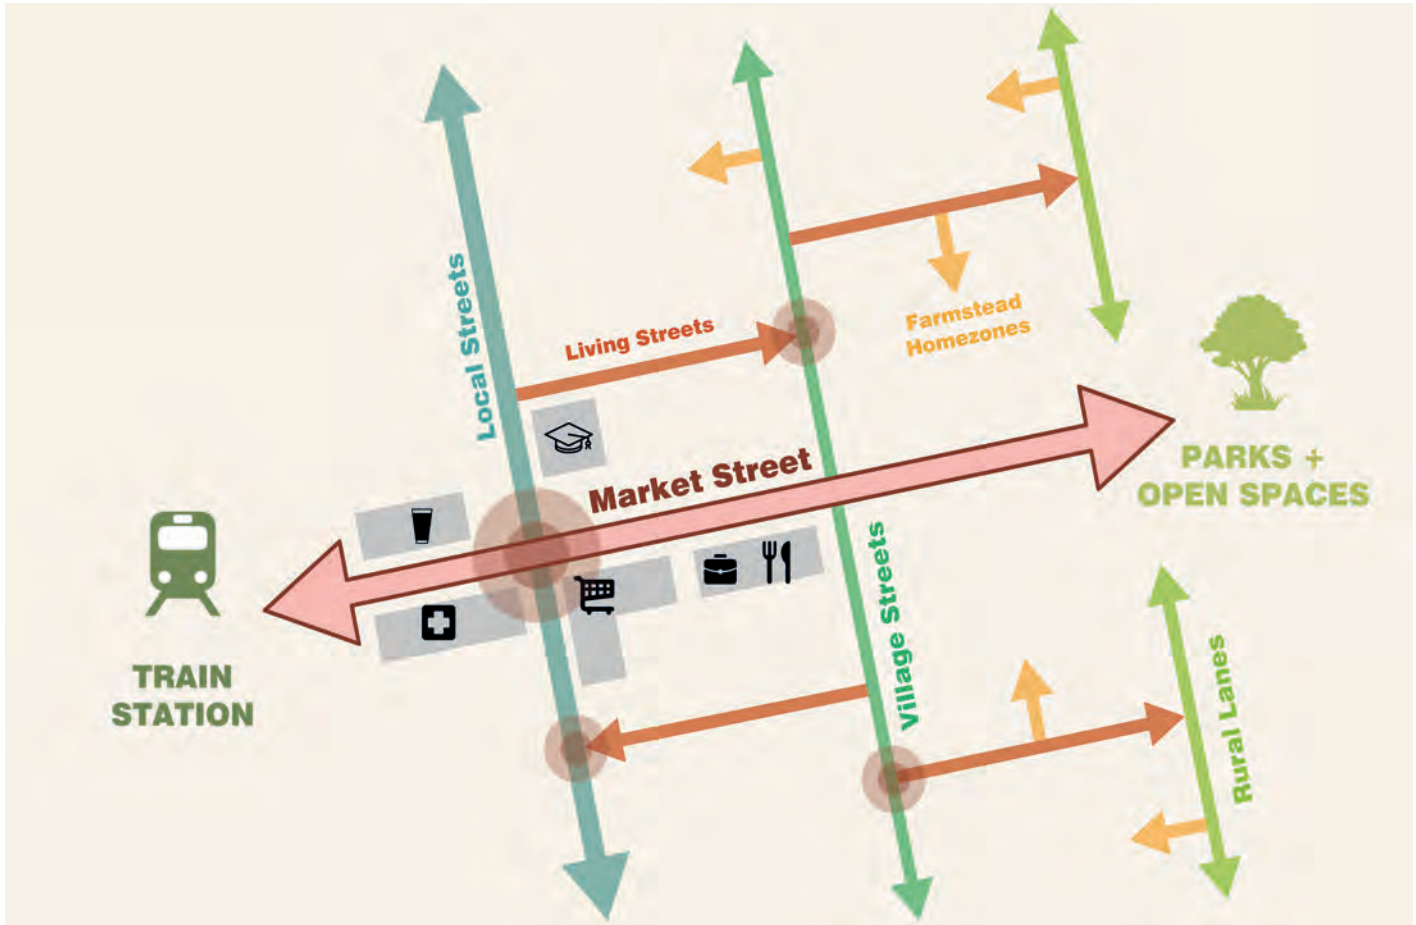 Local Streets
Living Streets
Farmstead
Homezones
Market Street
PARKS +
OPEN SPACES
TRAIN
STATION
Village Streets
Rural Lanes